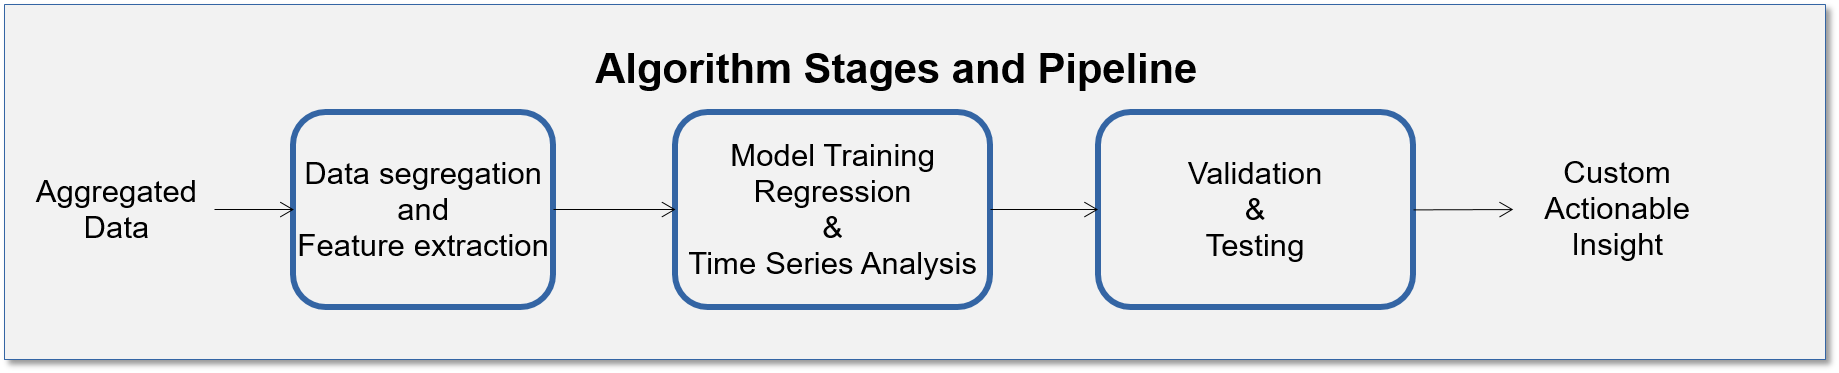 Algorithm Stages and Pipeline
Aggregated
Data
Data segregation
and
Feature extraction
Model Training
Regression
&
Time Series Analysis
Validation
&
Testing
Custom
Actionable
Insight